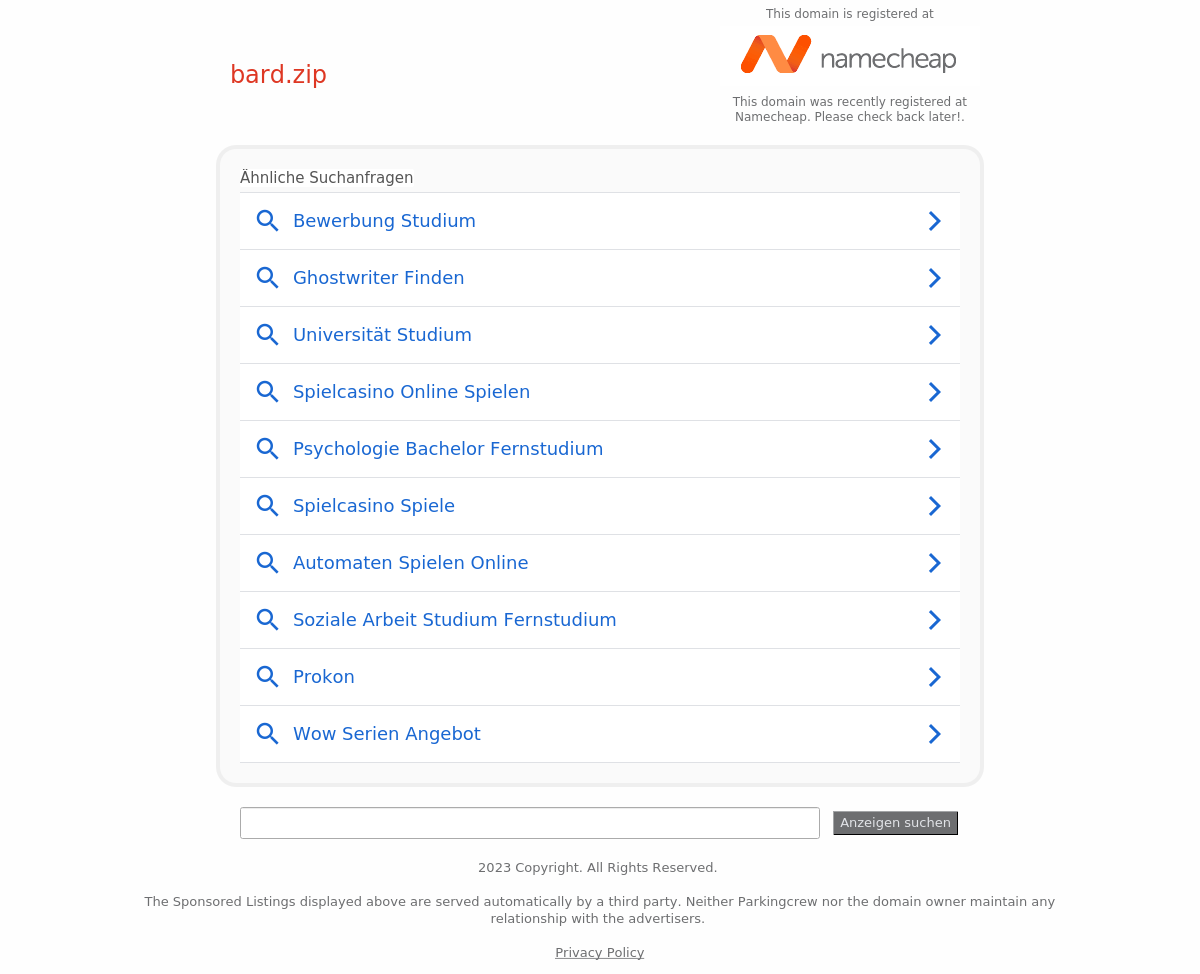 This domain is registered at
namecheap
bard.zip
This domain was recently registered at
Namecheap. Please check back later!.
Ähnliche Suchanfragen
Bewerbung Studium
Ghostwriter Finden
Universität Studium
Spielcasino Online Spielen
Psychologie Bachelor Fernstudium
Spielcasino Spiele
Automaten Spielen Online
Soziale Arbeit Studium Fernstudium
Prokon
Wow Serien Angebot
Anzeigen suchen
2023 Copyright. All Rights Reserved.
The Sponsored Listings displayed above are served automatically by a third party. Neither Parkingcrew nor the domain owner maintain any
relationship with the advertisers.
Privacy Policy